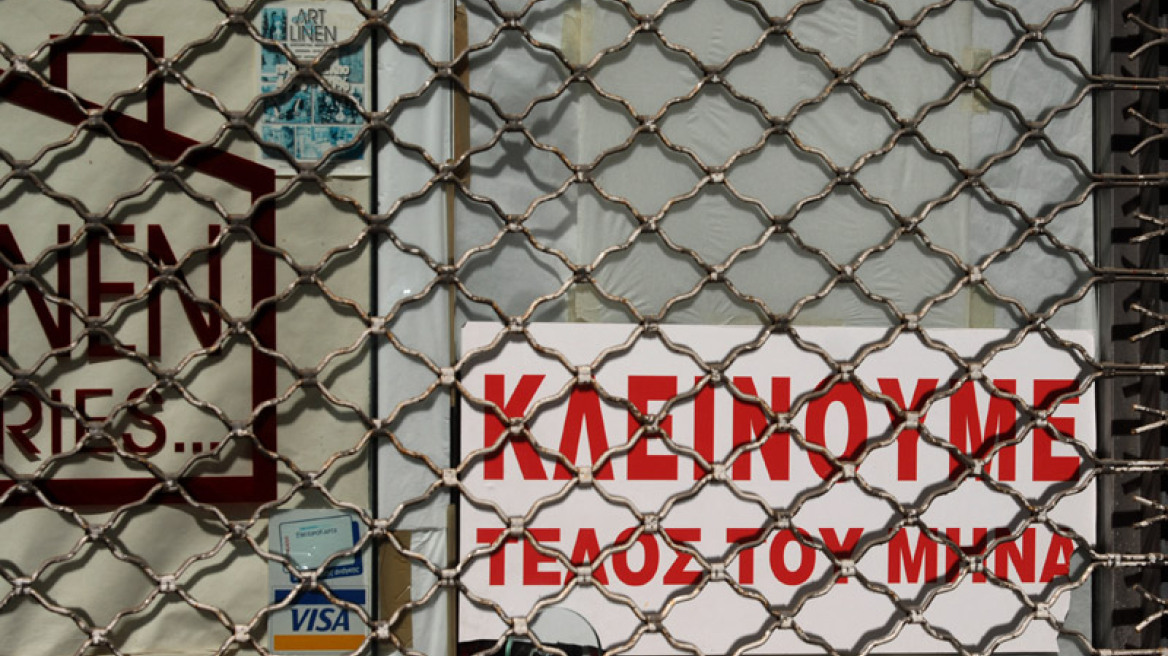 ART
LINEN
NEN
RIES...
ΚΛΕΙΝΟΥΜΕ
ΤΕΛΟΣ ΤΟΥ ΜΗΝΑ
VISA